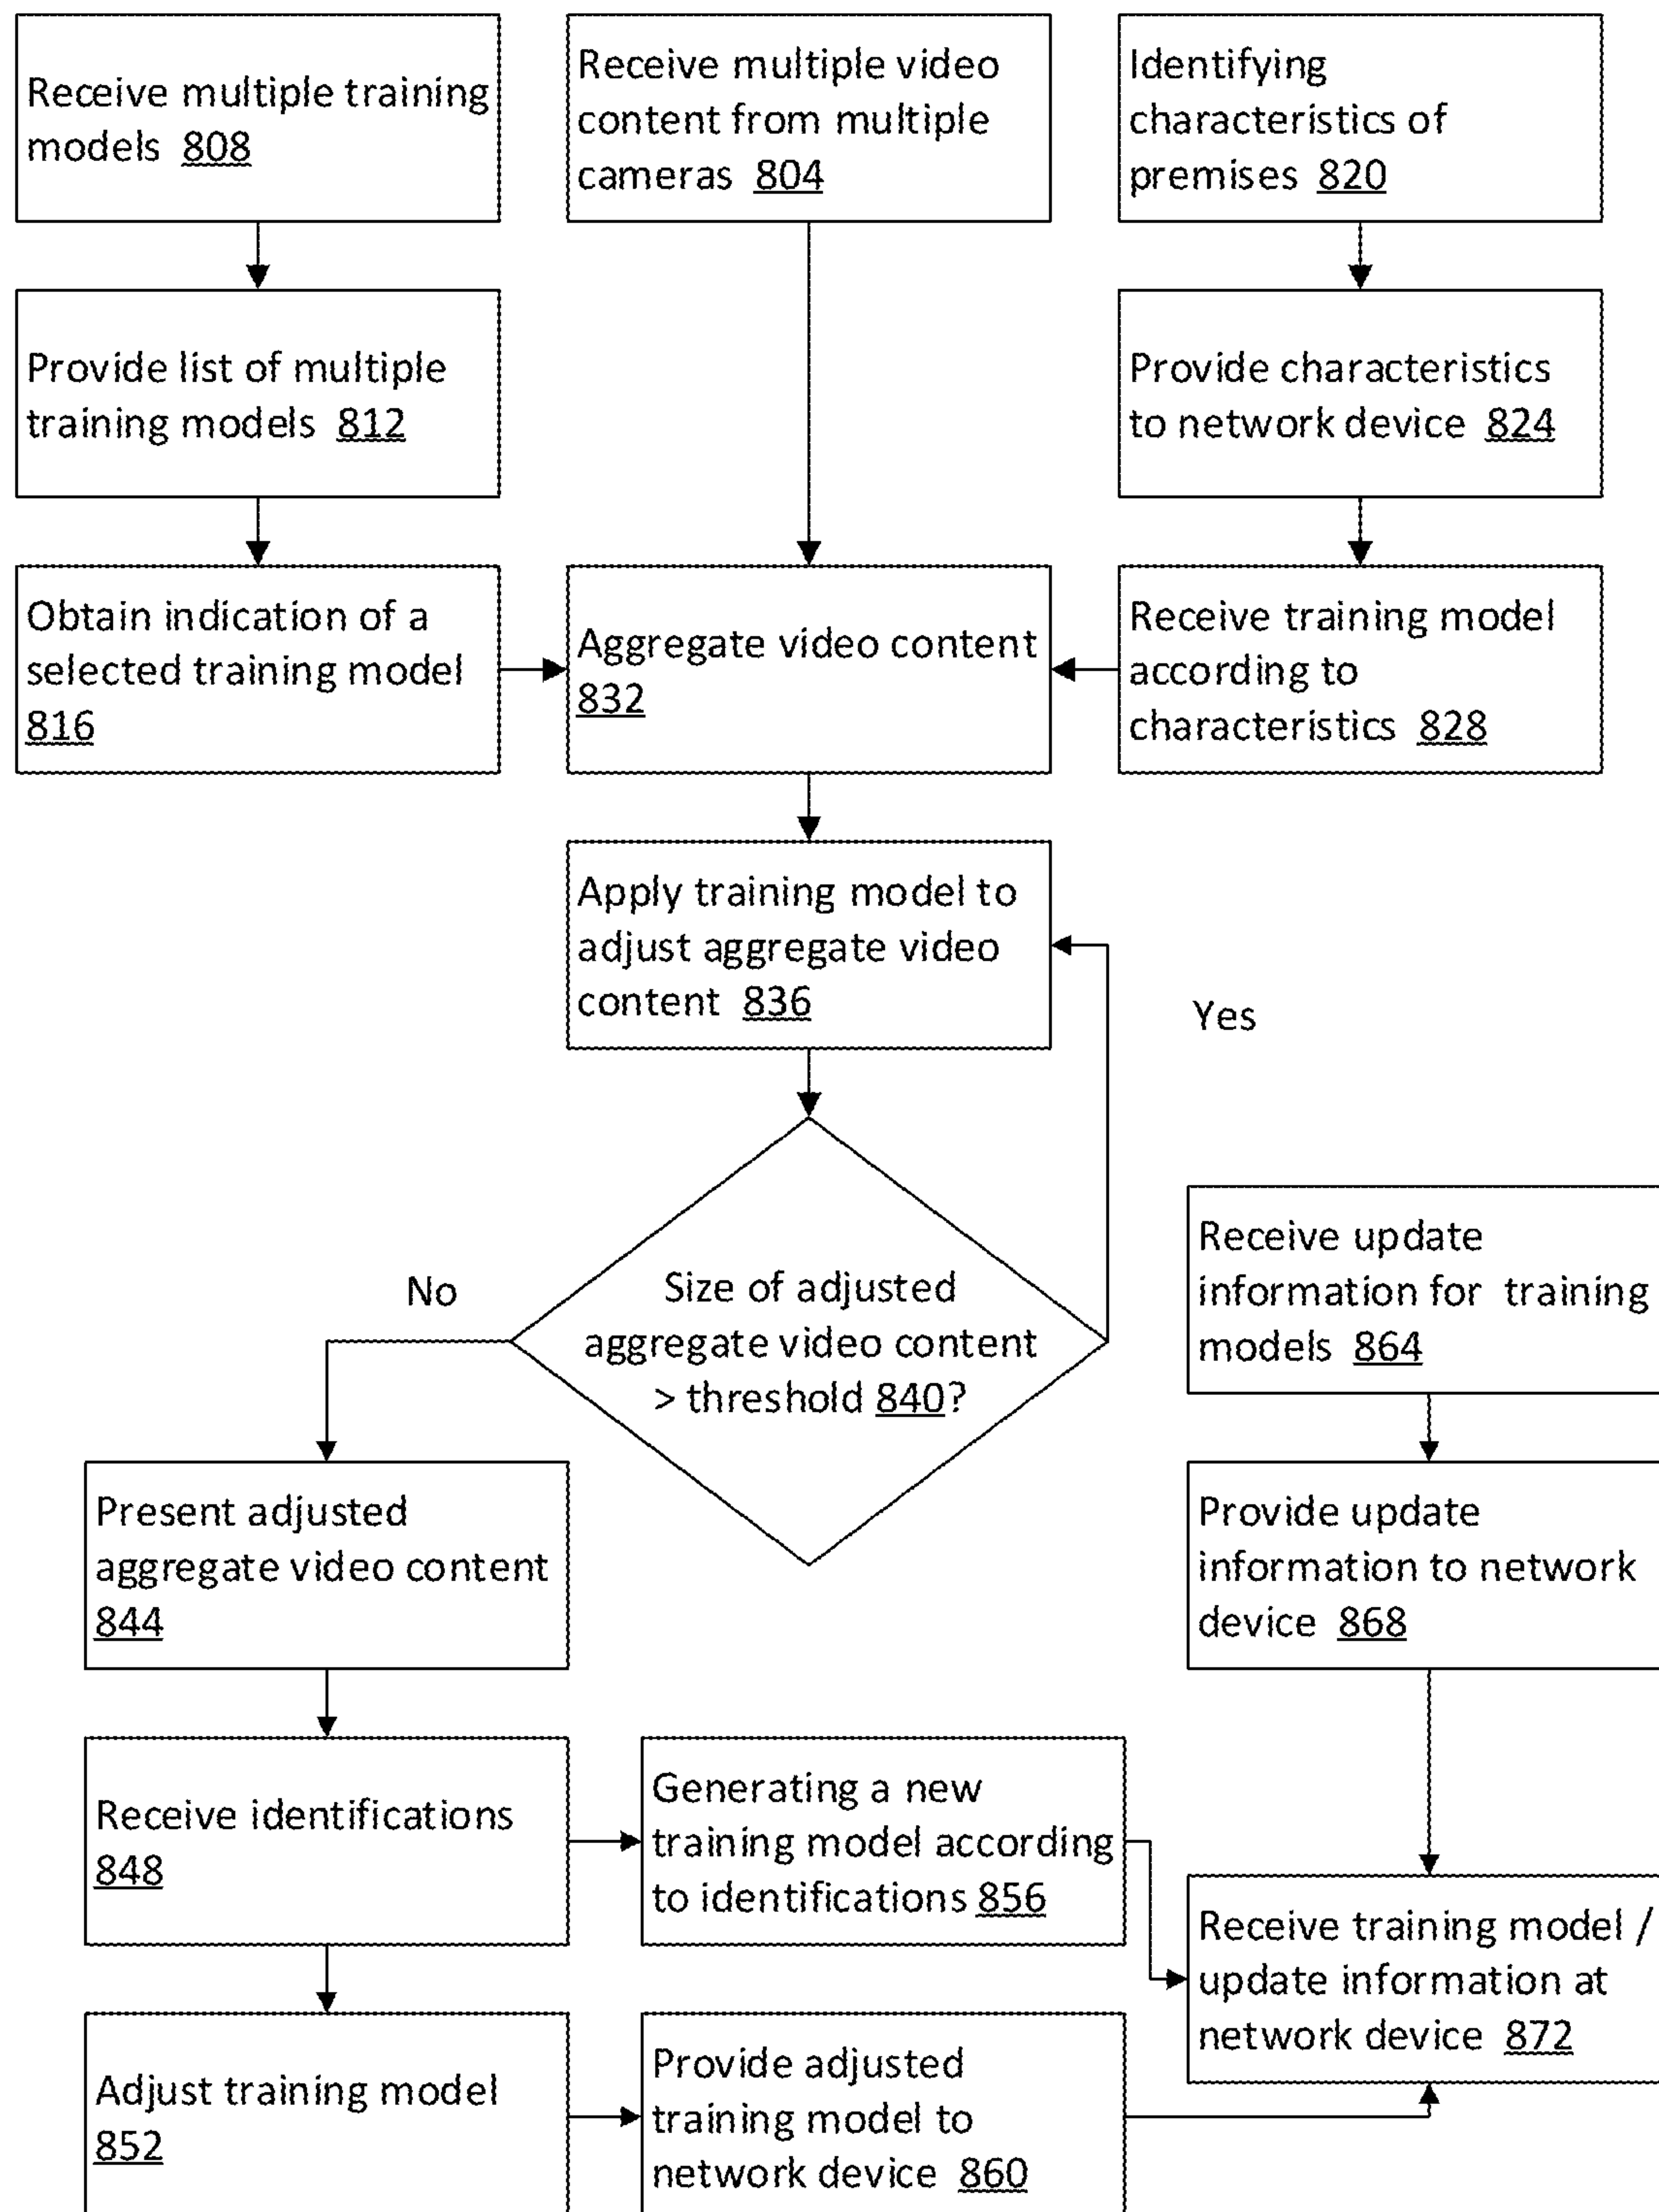 Receive multiple training
models 808
Receive multiple video
content from multiple
cameras 804
Identifying
characteristics of
premises 820
Provide list of multiple
training models 812
Provide characteristics
to network device 824
Obtain indication of a
selected training model
816
Aggregate video content
832
Receive training model
according to
characteristics 828
Apply training model to
adjust aggregate video
content 836
Yes
No
Size of adjusted
aggregate video content
> threshold 840?
Receive update
information for training
models 864
Present adjusted
aggregate video content
844
Provide update
information to network
device 868
Receive identifications
848
Generating a new
training model according
to identifications 856
Receive training model /
update information at
network device 872
Adjust training model
852
Provide adjusted
training model to
network device 860